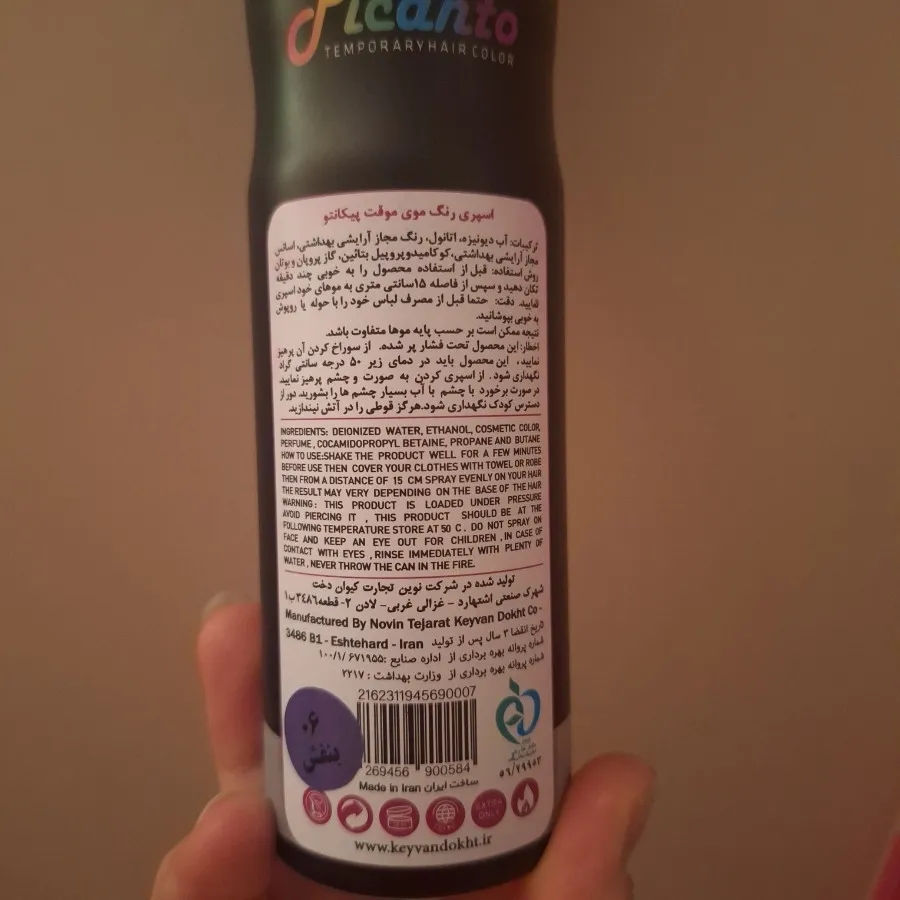 Picanto
TEMPORARY HAIR COLOR
اسپری رنگ موی موقت پیکانتو
ترکیبات: آب دیونیزه، اتانول، رنگ مجاز آرایشی بهداشتی، اسانس
مجاز آرایشی بهداشتی، کوکامیدوپروپیل بتائین، گاز پروپان و بوتان
روش استفاده: قبل از استفاده محصول را به خوبی چند دقیقه
تکان دهید و سپس از فاصله ۱۵سانتی متری به موهای خود اسپری
نمایید. دقت: حتما قبل از مصرف لباس خود را با حوله یا روپوش
به خوبی بپوشانید.
نتیجه ممکن است بر حسب پایه موها متفاوت باشد.
اخطار: این محصول تحت فشار پر شده. از سوراخ کردن آن پرهیز
نمایید، این محصول باید در دمای زیر ۵۰ درجه سانتی گراد
نگهداری شود. از اسپری کردن به صورت و چشم پرهیز نمایید.
در صورت برخورد با چشم با آب بسیار چشم ها را بشورید. دور از
دسترس کودک نگهداری شود.هرگز قوطی را در آتش نیندازید.
INGREDIENTS: DEIONIZED WATER, ETHANOL, COSMETIC COLOR,
PERFUME, COCAMIDOPROPYL BETAINE, PROPANE AND BUTANE
HOW TO USE:SHAKE THE PRODUCT WELL FOR A FEW MINUTES
BEFORE USE THEN COVER YOUR CLOTHES WITH TOWEL OR ROBE
THEN FROM A DISTANCE OF 15 CM SPRAY EVENLY ON YOUR HAIR
THE RESULT MAY VERY DEPENDING ON THE BASE OF THE HAIR
WARNING: THIS PRODUCT IS LOADED UNDER PRESSURE
AVOID PIERCING IT , THIS PRODUCT SHOULD BE AT THE
FOLLOWING TEMPERATURE STORE AT 50 C . DO NOT SPRAY ON
FACE AND KEEP AN EYE OUT FOR CHILDREN , IN CASE OF
CONTACT WITH EYES , RINSE IMMEDIATELY WITH PLENTY OF
WATER , NEVER THROW THE CAN IN THE FIRE.
تولید شده در شرکت نوین تجارت کیوان دخت
شهرک صنعتی اشتهارد - غزالی غربی- لادن ۲- قطعه۳۴۸۶ب۱
Manufactured By Novin Tejarat Keyvan Dokht Co -
3486 B1 - Eshtehard - Iran تاریخ انقضا ۳ سال پس از تولید
شماره پروانه بهره برداری از اداره صنایع :۱۰۰/۱/۶۷۱۹۵۵
شماره پروانه بهره برداری از وزارت بهداشت : ۲۲۱۷
2162311945690007
۰۶
بنفش
269456 900584
۵۶/۲۹۹۵۲
Made in Iran ساخت ایران
www.keyvandokht.ir